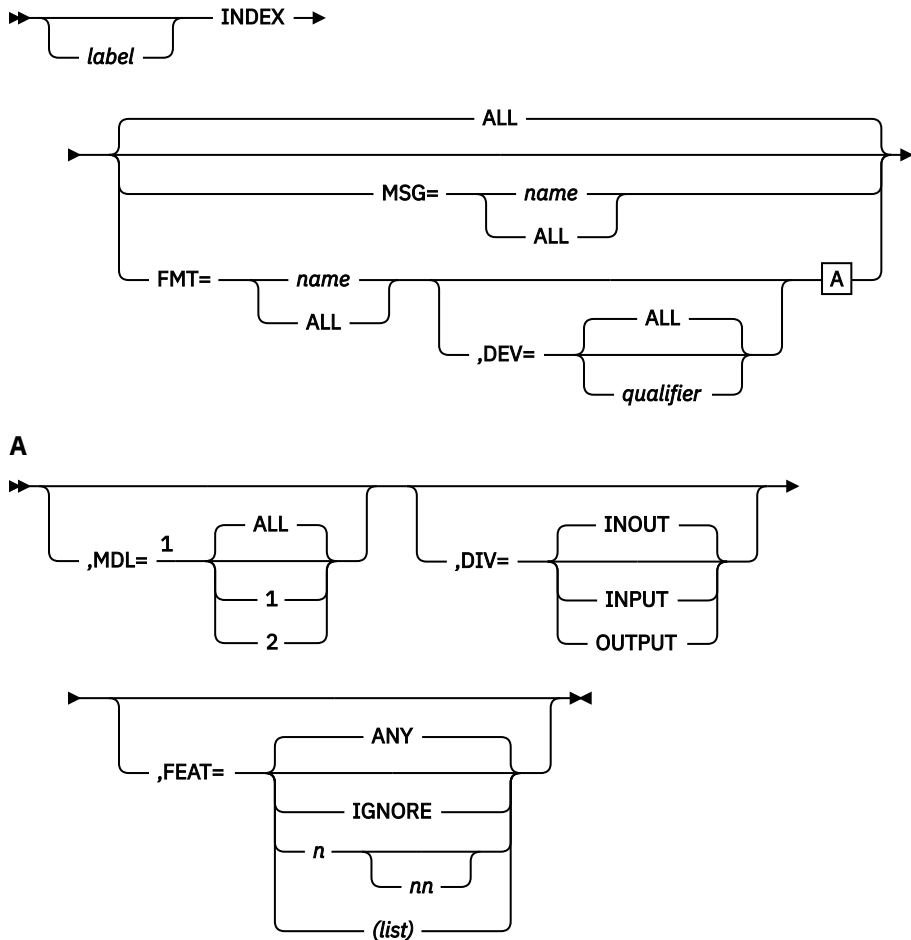 INDEX
label
ALL
MSG= name
ALL
FMT= name A
ALL ALL
,DEV=
qualifier
A
ALL INOUT
,MDL= 1 ,DIV=
1 INPUT
2 OUTPUT
ANY
,FEAT=
IGNORE
n
nn
(list)